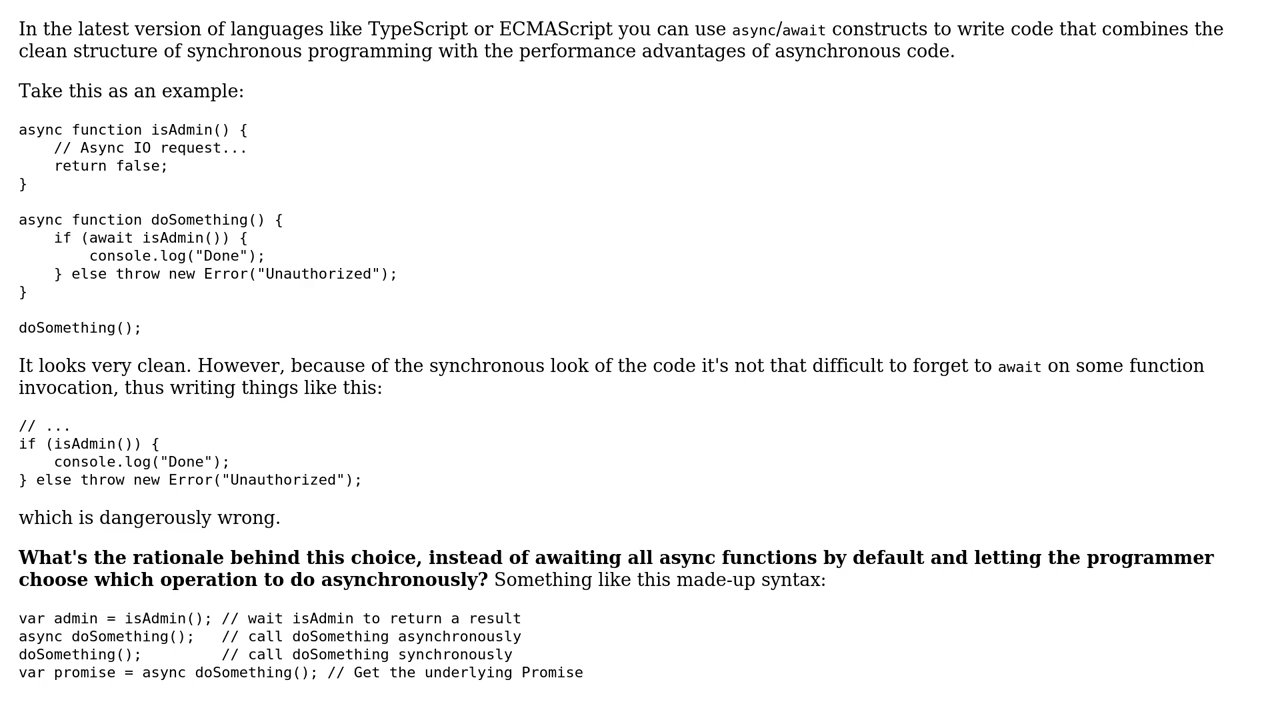 In the latest version of languages like TypeScript or ECMAScript you can use async/await constructs to write code that combines the
clean structure of synchronous programming with the performance advantages of asynchronous code.
Take this as an example:
async function isAdmin() {
    // Async IO request...
    return false;
}
async function doSomething() {
    if (await isAdmin()) {
        console.log("Done");
    } else throw new Error("Unauthorized");
}
doSomething();
It looks very clean. However, because of the synchronous look of the code it's not that difficult to forget to await on some function
invocation, thus writing things like this:
// ...
if (isAdmin()) {
    console.log("Done");
} else throw new Error("Unauthorized");
which is dangerously wrong.
What's the rationale behind this choice, instead of awaiting all async functions by default and letting the programmer
choose which operation to do asynchronously? Something like this made-up syntax:
var admin = isAdmin(); // wait isAdmin to return a result
async doSomething();   // call doSomething asynchronously
doSomething();         // call doSomething synchronously
var promise = async doSomething(); // Get the underlying Promise